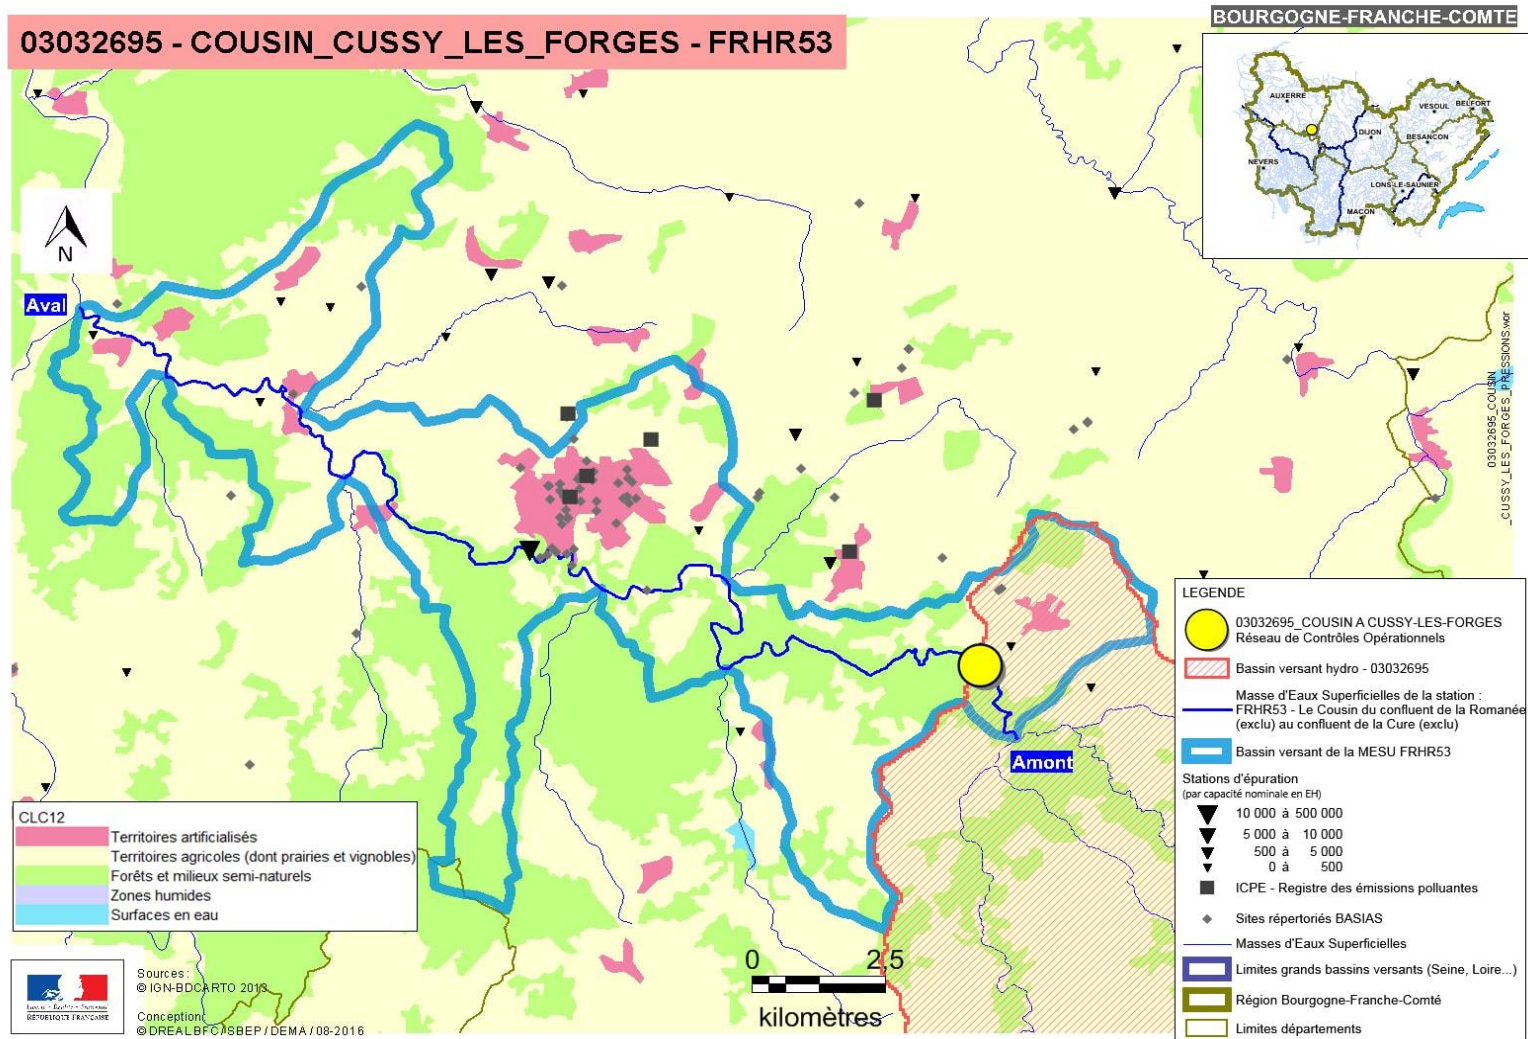 BOURGOGNE-FRANCHE-COMTE
03032695 - COUSIN_CUSSY_LES_FORGES - FRHR53
AUXERRE
VESOUL
BELFORT
DIJON
BESANCON
NEVERS
LONS-LE-SAUNIER
MACON
N
Aval
03032695_COUSIN
_CUSSY_LES_FORGES_PRESSIONS.wor
Amont
LEGENDE
03032695_COUSIN A CUSSY-LES-FORGES
Réseau de Contrôles Opérationnels
Bassin versant hydro - 03032695
Masse d'Eaux Superficielles de la station :
FRHR53 - Le Cousin du confluent de la Romanée
(exclu) au confluent de la Cure (exclu)
Bassin versant de la MESU FRHR53
Stations d'épuration
(par capacité nominale en EH)
10 000 à 500 000
5 000 à 10 000
500 à 5 000
0 à 500
ICPE - Registre des émissions polluantes
Sites répertoriés BASIAS
Masses d'Eaux Superficielles
Limites grands bassins versants (Seine, Loire...)
Région Bourgogne-Franche-Comté
Limites départements
CLC12
Territoires artificialisés
Territoires agricoles (dont prairies et vignobles)
Forêts et milieux semi-naturels
Zones humides
Surfaces en eau
0 2,5
kilomètres
Liberté • Égalité • Fraternité
RÉPUBLIQUE FRANÇAISE
Sources :
© IGN-BDCARTO 2013
Conception:
© DREAL BFC / SBEP / DEMA / 08-2016